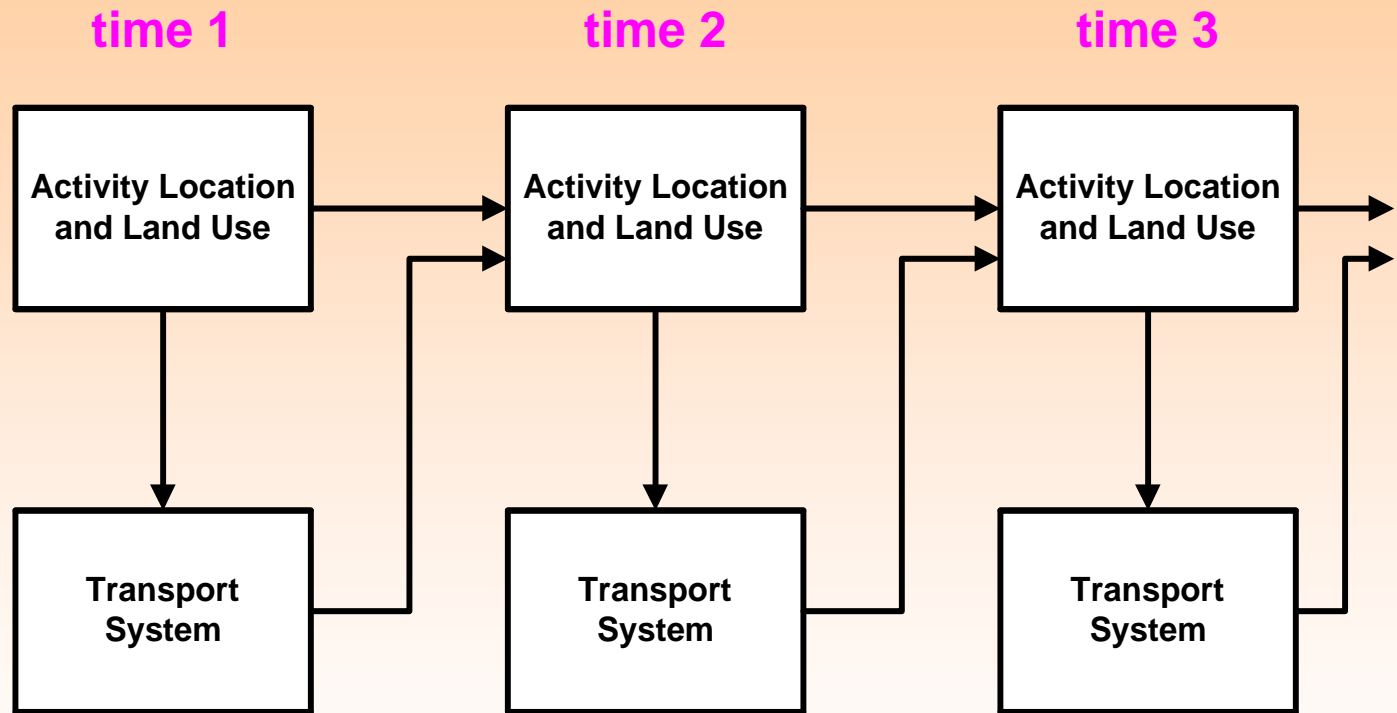 time 1
time 2
time 3
Activity Location
and Land Use
Activity Location
and Land Use
Activity Location
and Land Use
Transport
System
Transport
System
Transport
System